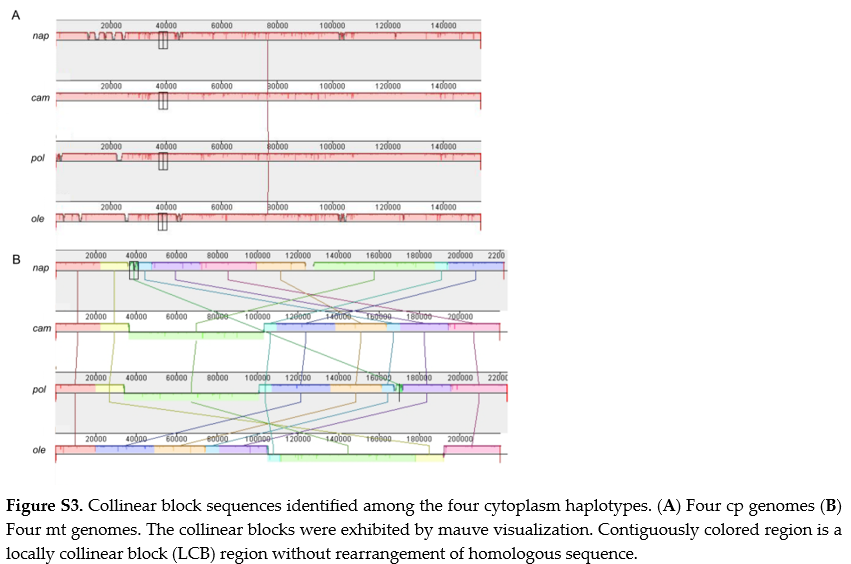 A
20000 40000 60000 80000 100000 120000 140000
nap
20000 40000 60000 80000 100000 120000 140000
cam
20000 40000 60000 80000 100000 120000 140000
pol
20000 40000 60000 80000 100000 120000 140000
ole
B
20000 40000 60000 80000 100000 120000 140000 160000 180000 200000 2200
nap
20000 40000 60000 80000 100000 120000 140000 160000 180000 200000
cam
20000 40000 60000 80000 100000 120000 140000 160000 180000 200000 2200
pol
20000 40000 60000 80000 100000 120000 140000 160000 180000 200000
ole
Figure S3. Collinear block sequences identified among the four cytoplasm haplotypes. (A) Four cp genomes (B)
Four mt genomes. The collinear blocks were exhibited by mauve visualization. Contiguously colored region is a
locally collinear block (LCB) region without rearrangement of homologous sequence.